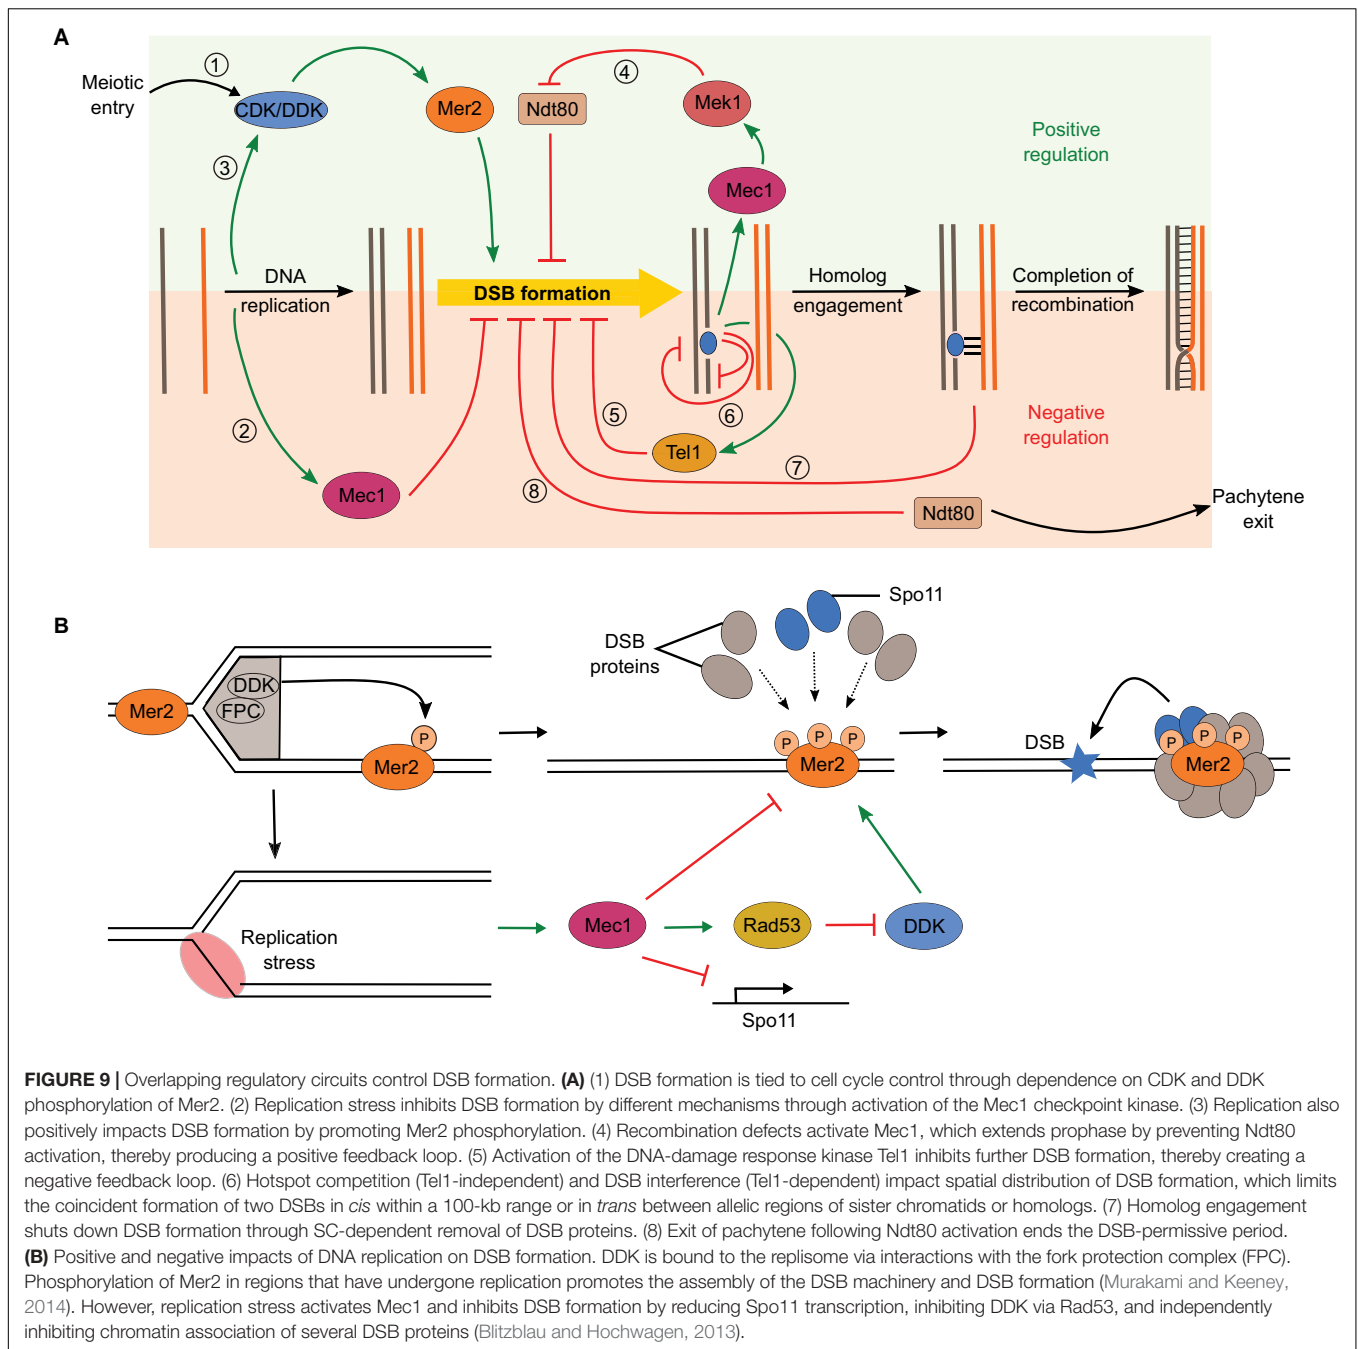 A
Meiotic
entry
①
CDK/DDK
Mer2
Ndt80
④
Mek1
Positive
regulation
③
Mec1
DNA
replication
DSB formation
Homolog
engagement
Completion of
recombination
②
⑤
⑥
Negative
regulation
Tel1
⑦
Mec1
⑧
Ndt80
Pachytene
exit
B
Spo11
DSB
proteins
Mer2
DDK
FPC
P
Mer2
P P P
Mer2
DSB
P P P
Mer2
Replication
stress
Mec1
Rad53
DDK
Spo11
FIGURE 9 | Overlapping regulatory circuits control DSB formation. (A) (1) DSB formation is tied to cell cycle control through dependence on CDK and DDK
phosphorylation of Mer2. (2) Replication stress inhibits DSB formation by different mechanisms through activation of the Mec1 checkpoint kinase. (3) Replication also
positively impacts DSB formation by promoting Mer2 phosphorylation. (4) Recombination defects activate Mec1, which extends prophase by preventing Ndt80
activation, thereby producing a positive feedback loop. (5) Activation of the DNA-damage response kinase Tel1 inhibits further DSB formation, thereby creating a
negative feedback loop. (6) Hotspot competition (Tel1-independent) and DSB interference (Tel1-dependent) impact spatial distribution of DSB formation, which limits
the coincident formation of two DSBs in cis within a 100-kb range or in trans between allelic regions of sister chromatids or homologs. (7) Homolog engagement
shuts down DSB formation through SC-dependent removal of DSB proteins. (8) Exit of pachytene following Ndt80 activation ends the DSB-permissive period.
(B) Positive and negative impacts of DNA replication on DSB formation. DDK is bound to the replisome via interactions with the fork protection complex (FPC).
Phosphorylation of Mer2 in regions that have undergone replication promotes the assembly of the DSB machinery and DSB formation (Murakami and Keeney,
2014). However, replication stress activates Mec1 and inhibits DSB formation by reducing Spo11 transcription, inhibiting DDK via Rad53, and independently
inhibiting chromatin association of several DSB proteins (Blitzblau and Hochwagen, 2013).